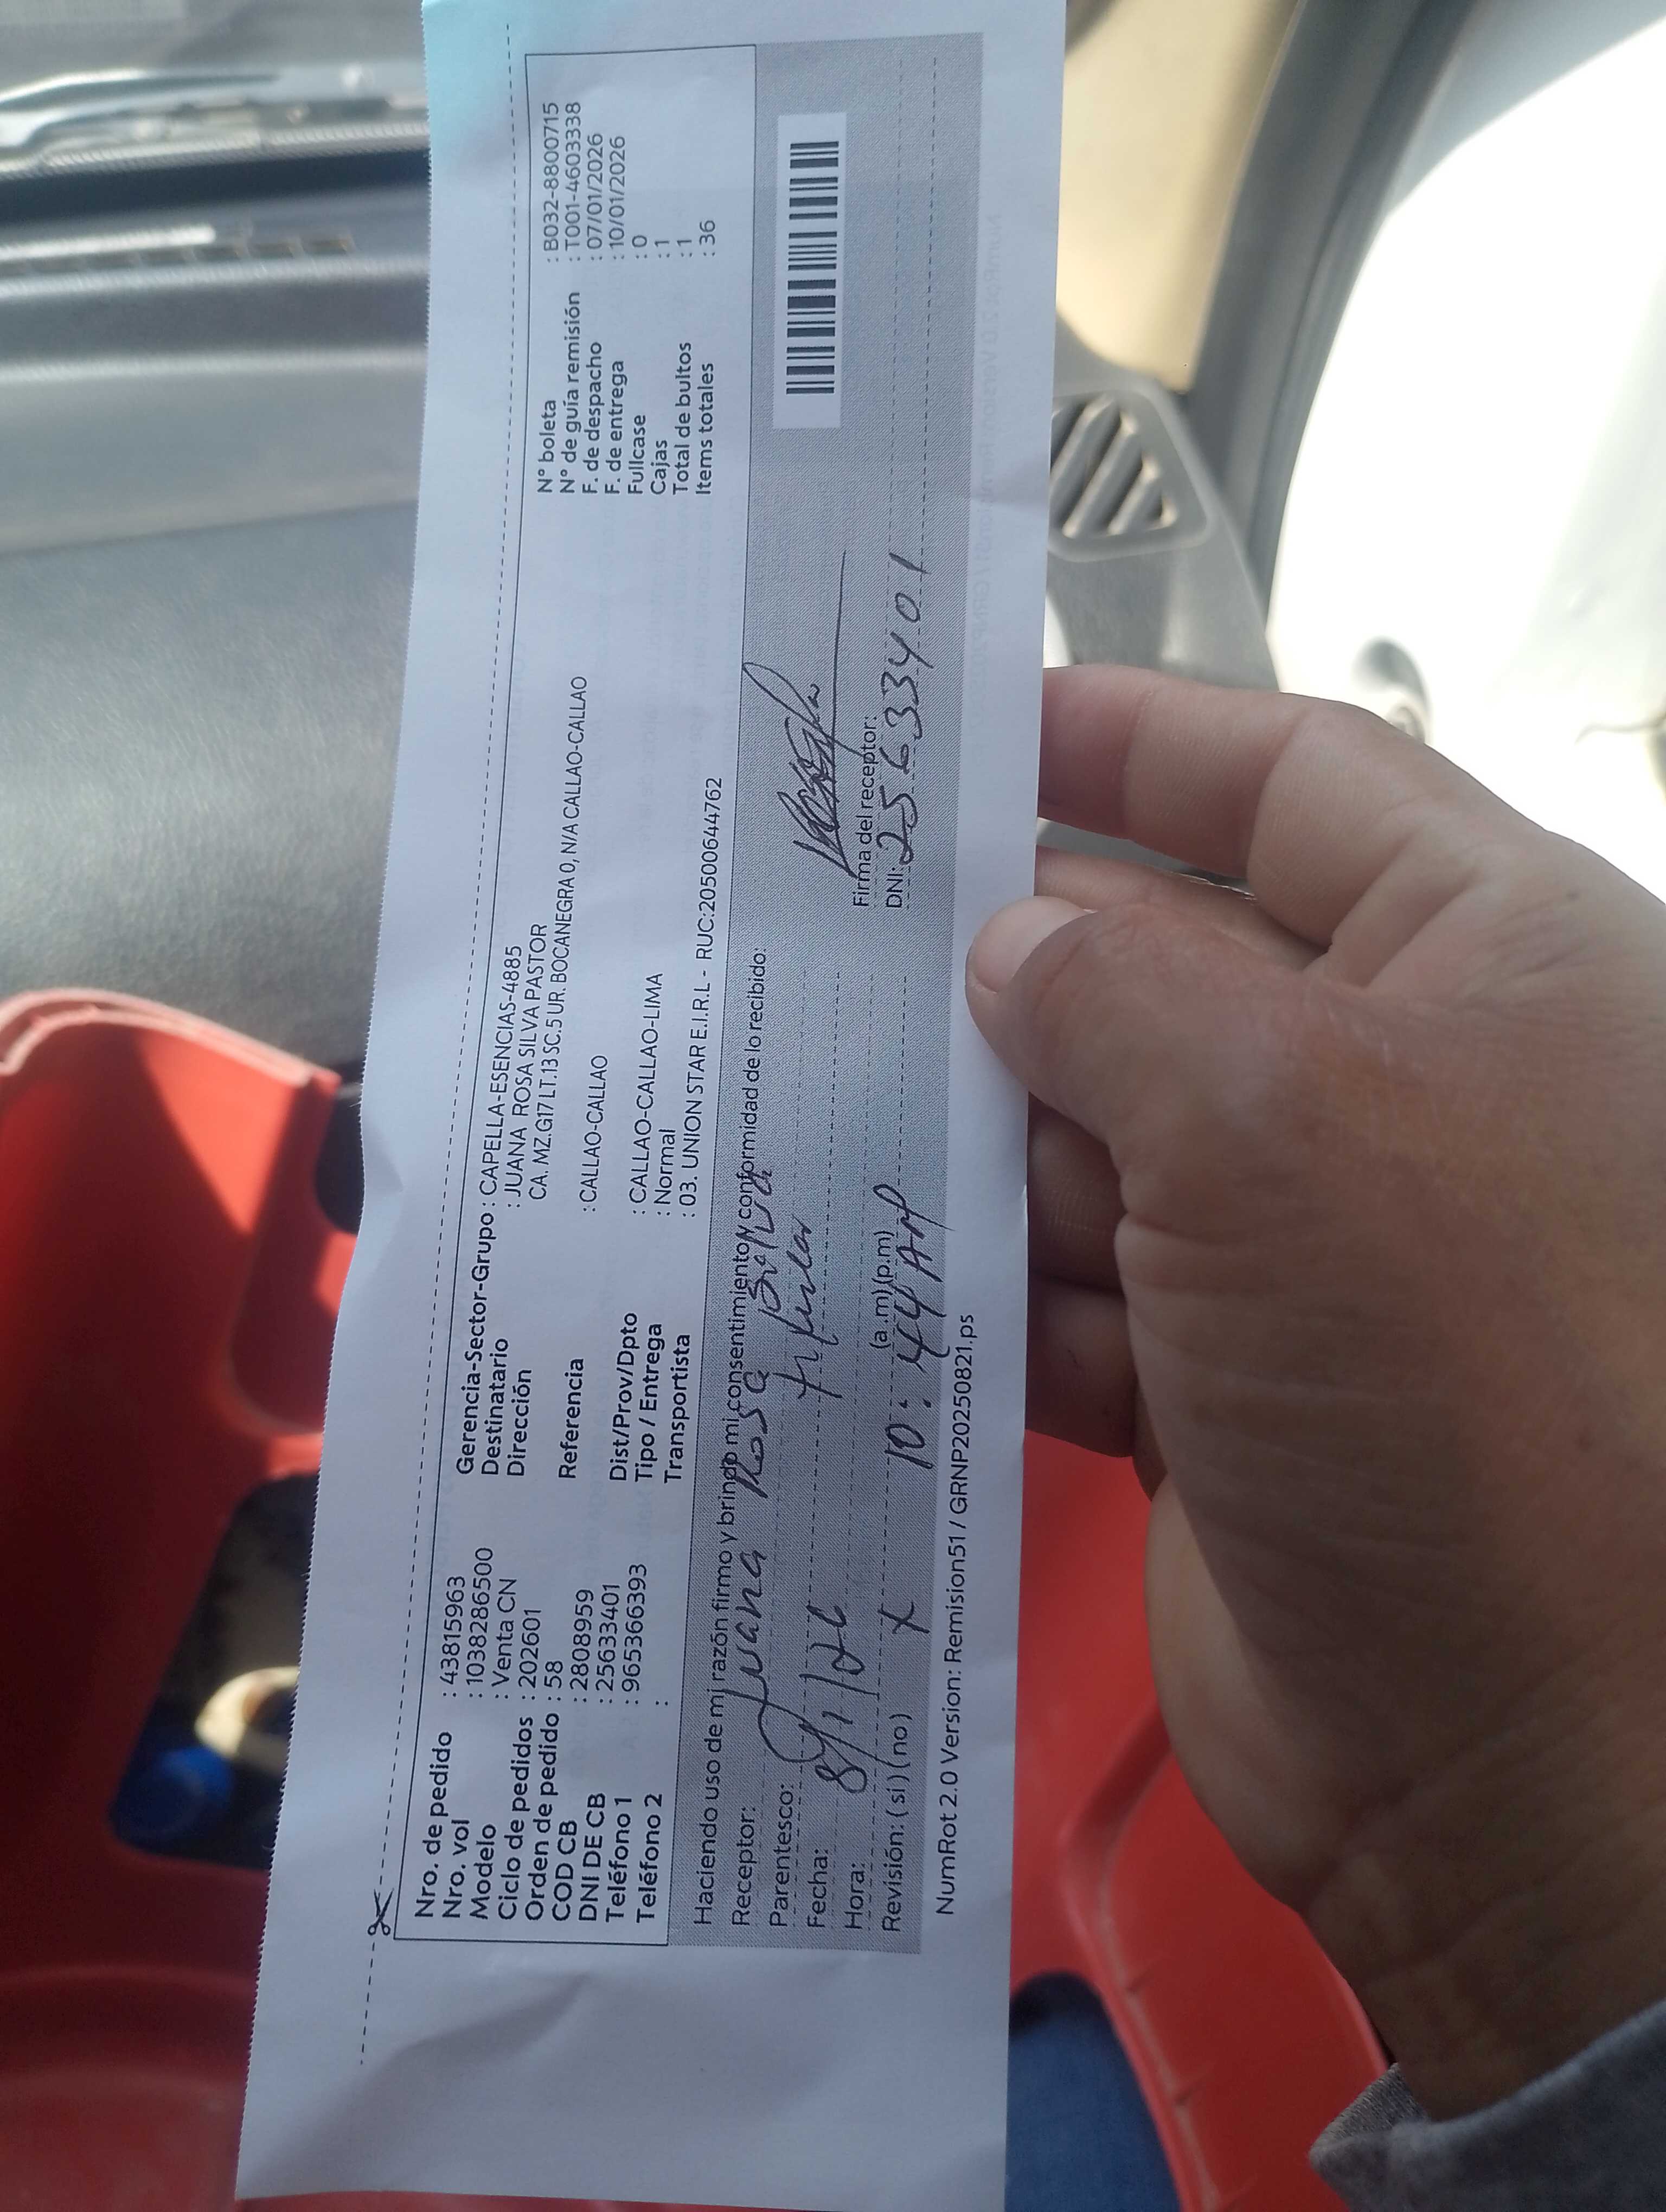 Nro. de pedido : 43815963
Nro. vol : 1038286500
Modelo : Venta CN
Ciclo de pedidos : 202601
Orden de pedido : 58
COD CB : 2808959
DNI DE CB : 25633401
Teléfono 1 : 965366393
Teléfono 2 :
Gerencia-Sector-Grupo : CAPELLA-ESENCIAS-4885
Destinatario : JUANA ROSA SILVA PASTOR
Dirección CA. MZ.G17 LT.13 SC.5 UR. BOCANEGRA 0, N/A CALLAO-CALLAO
Referencia : CALLAO-CALLAO
Dist/Prov/Dpto : CALLAO-CALLAO-LIMA
Tipo / Entrega : Normal
Transportista : 03. UNION STAR E.I.R.L - RUC:20500644762
N° boleta : B032-8800715
N° de guía remisión : T001-4603338
F. de despacho : 07/01/2026
F. de entrega : 10/01/2026
Fullcase : 0
Cajas : 1
Total de bultos : 1
Items totales : 36
Haciendo uso de mi razón firmo y brindo mi consentimiento y conformidad de lo recibido:
Receptor: Juana Rosa
Parentesco:
Fecha:
Hora: 10:44 AM (a .m) (p.m)
Revisión: ( si ) ( no ) X
Firma del receptor:
DNI: 25633401
NumRot 2.0 Version: Remision51 / GRNP20250821.ps